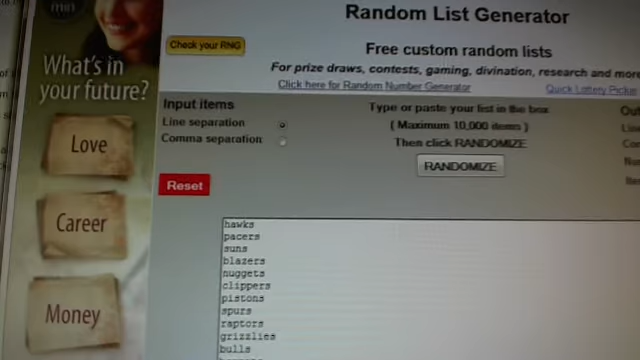 min
What's in
your future?
Love
Career
Money
Random List Generator
Check your RNG
Free custom random lists
For prize draws, contests, gaming, divination, research and more
Click here for Random Number Generator
Quick Lottery Picks
Input items
Line separation
Comma separation:
Type or paste your list in the box
( Maximum 10,000 items )
Then click RANDOMIZE
RANDOMIZE
Reset
hawks
pacers
suns
blazers
nuggets
clippers
pistons
spurs
raptors
grizzlies
bulls